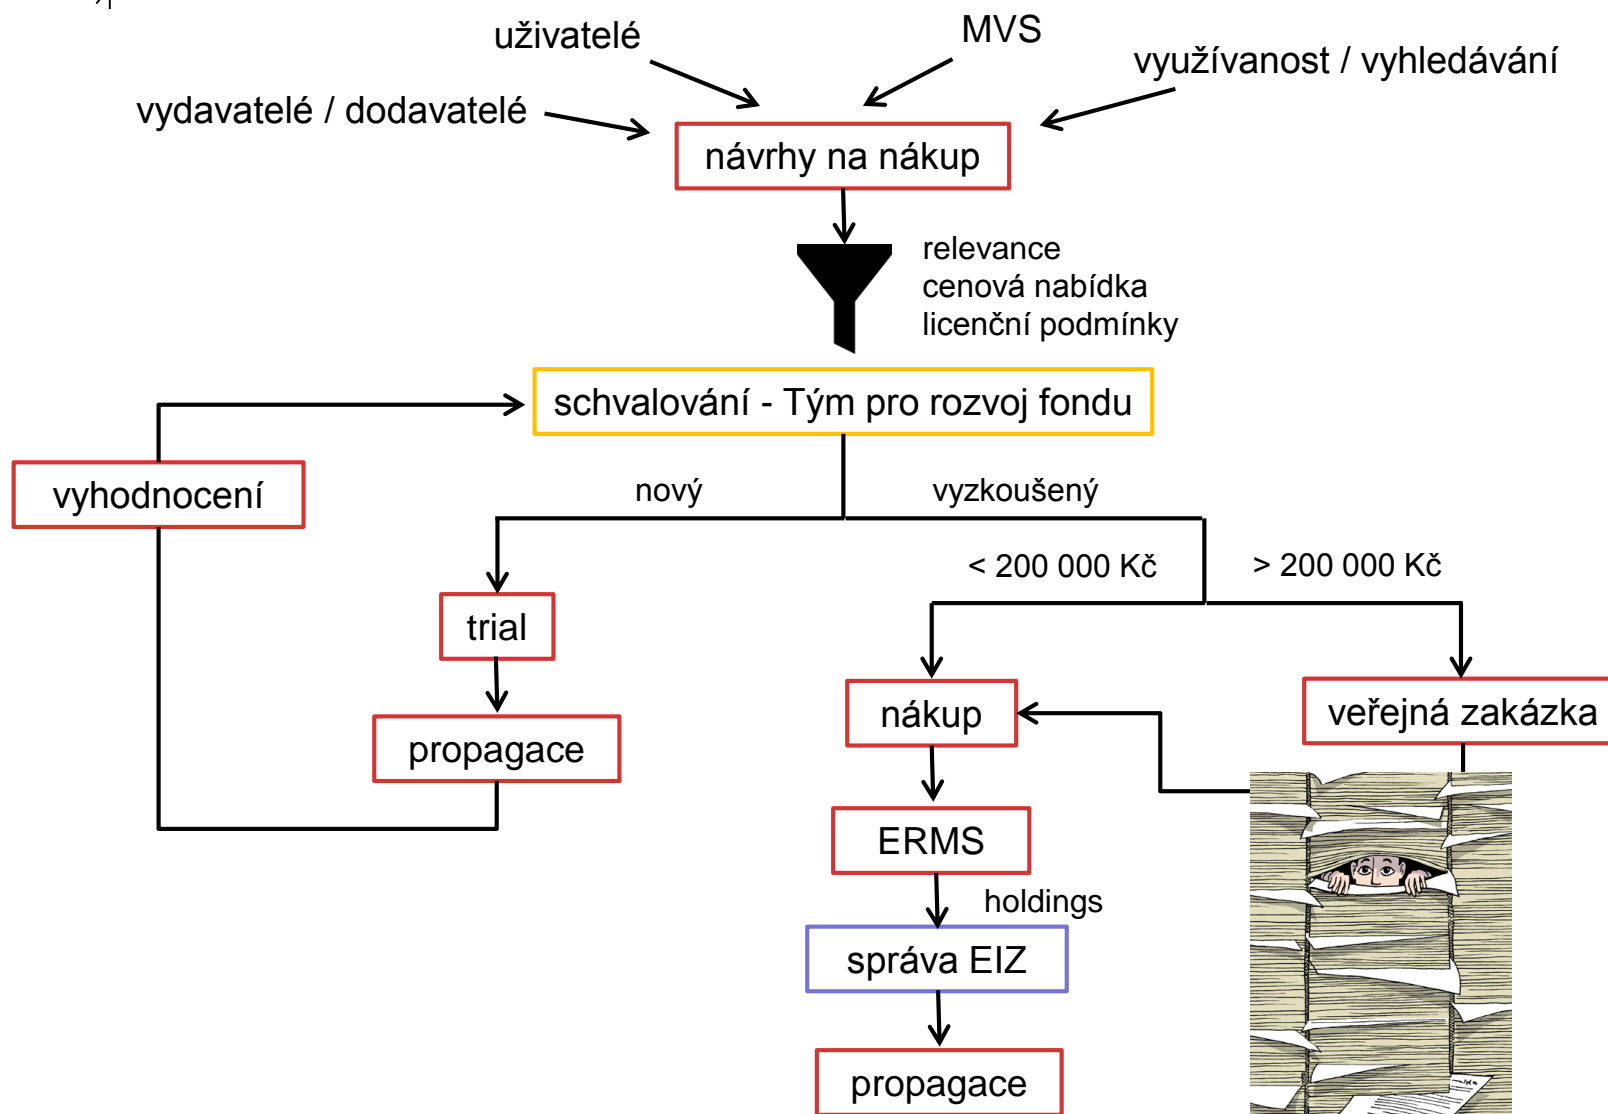 uživatelé
MVS
využívanost / vyhledávání
vydavatelé / dodavatelé
návrhy na nákup
relevance
cenová nabídka
licenční podmínky
schvalování - Tým pro rozvoj fondu
vyhodnocení
nový
vyzkoušený
< 200 000 Kč
> 200 000 Kč
trial
nákup
veřejná zakázka
propagace
ERMS
holdings
správa EIZ
propagace